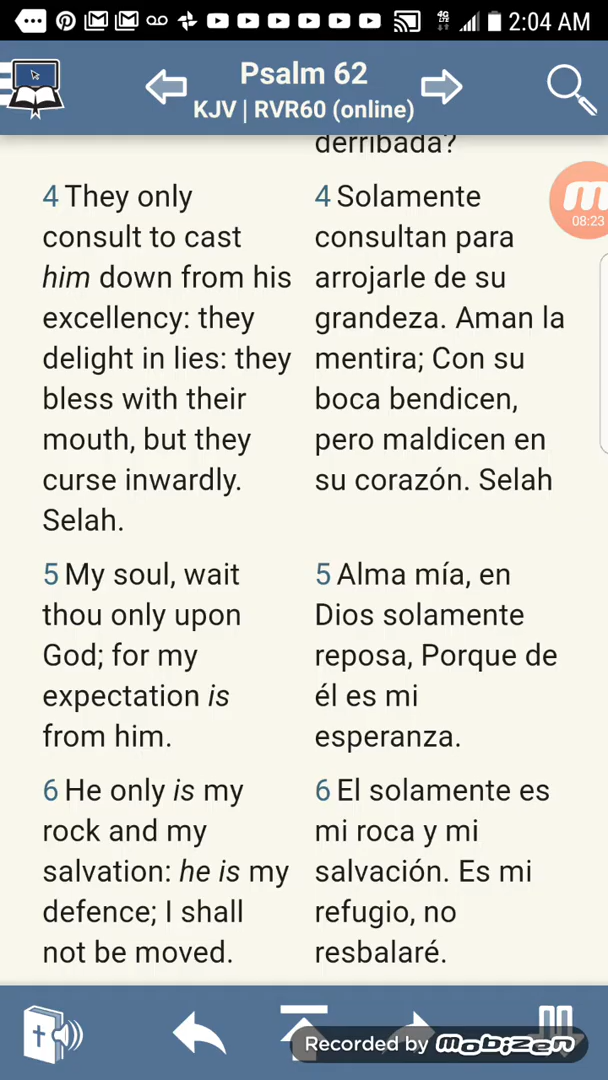 4G LTE 2:04 AM
Psalm 62
KJV | RVR60 (online)
08:23
4 They only
consult to cast
him down from his
excellency: they
delight in lies: they
bless with their
mouth, but they
curse inwardly.
Selah.
5 My soul, wait
thou only upon
God; for my
expectation is
from him.
6 He only is my
rock and my
salvation: he is my
defence; I shall
not be moved.
derribada?
4 Solamente
consultan para
arrojarle de su
grandeza. Aman la
mentira; Con su
boca bendicen,
pero maldicen en
su corazón. Selah
5 Alma mía, en
Dios solamente
reposa, Porque de
él es mi
esperanza.
6 El solamente es
mi roca y mi
salvación. Es mi
refugio, no
resbalaré.
Recorded by mobizen